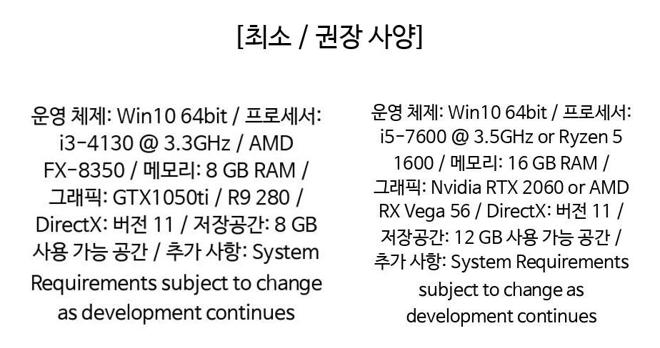 [최소 / 권장 사양]
운영 체제: Win10 64bit / 프로세서:
i3-4130 @ 3.3GHz / AMD
FX-8350 / 메모리: 8 GB RAM /
그래픽: GTX1050ti / R9 280 /
DirectX: 버전 11 / 저장공간: 8 GB
사용 가능 공간 / 추가 사항: System
Requirements subject to change
as development continues
운영 체제: Win10 64bit / 프로세서:
i5-7600 @ 3.5GHz or Ryzen 5
1600 / 메모리: 16 GB RAM /
그래픽: Nvidia RTX 2060 or AMD
RX Vega 56 / DirectX: 버전 11 /
저장공간: 12 GB 사용 가능 공간 /
추가 사항: System Requirements
subject to change as
development continues